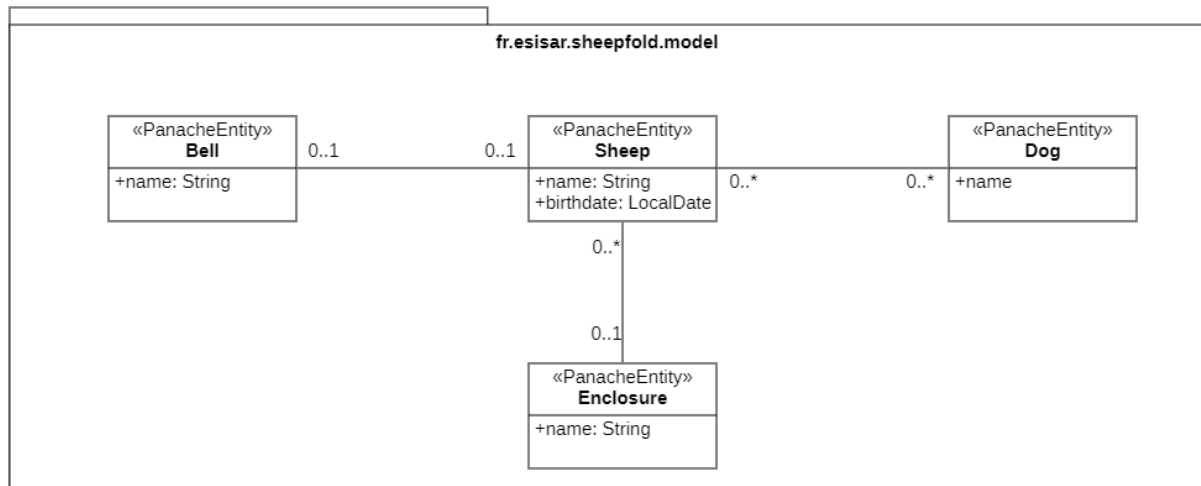 fr.esisar.sheepfold.model
«PanacheEntity»
Bell
+name: String
0..1
0..1
«PanacheEntity»
Sheep
+name: String
+birthdate: LocalDate
0..*
0..*
«PanacheEntity»
Dog
+name
0..*
0..1
«PanacheEntity»
Enclosure
+name: String